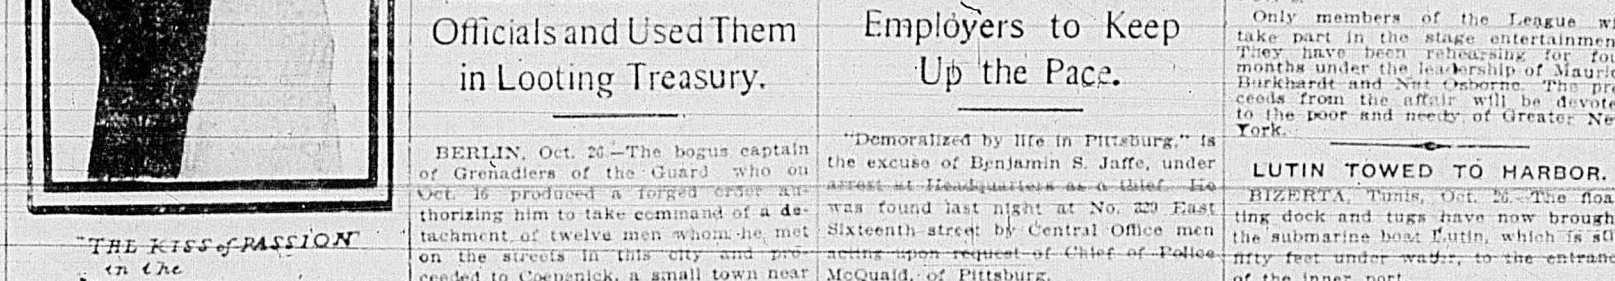 "THE KISS of PASSION"
in the
Officials and Used Them
in Looting Treasury.
BERLIN, Oct. 26.—The bogus captain
of Grenadiers of the Guard who on
Oct. 16 produced a forged order au-
thorizing him to take command of a de-
tachment of twelve men whom he met
on the streets in this city and pro-
ceeded to Coepenick, a small town near
Employers to Keep
Up the Pace.
"Demoralized by life in Pittsburg," is
the excuse of Benjamin S. Jaffe, under
arrest at Headquarters as a thief. He
was found last night at No. 229 East
Sixteenth street by Central Office men
acting upon request of Chief of Police
McQuaid, of Pittsburg.
Only members of the League wi
take part in the stage entertainmen
They have been rehearsing for fou
months under the leadership of Mauric
Burkhardt and Nat Osborne. The pro
ceeds from the affair will be devote
to the poor and needy of Greater Ne
York.
LUTIN TOWED TO HARBOR.
BIZERTA, Tunis, Oct. 26.—The floa
ting dock and tugs have now brough
the submarine boat Lutin, which is sti
fifty feet under water, to the entranc
of the inner port.